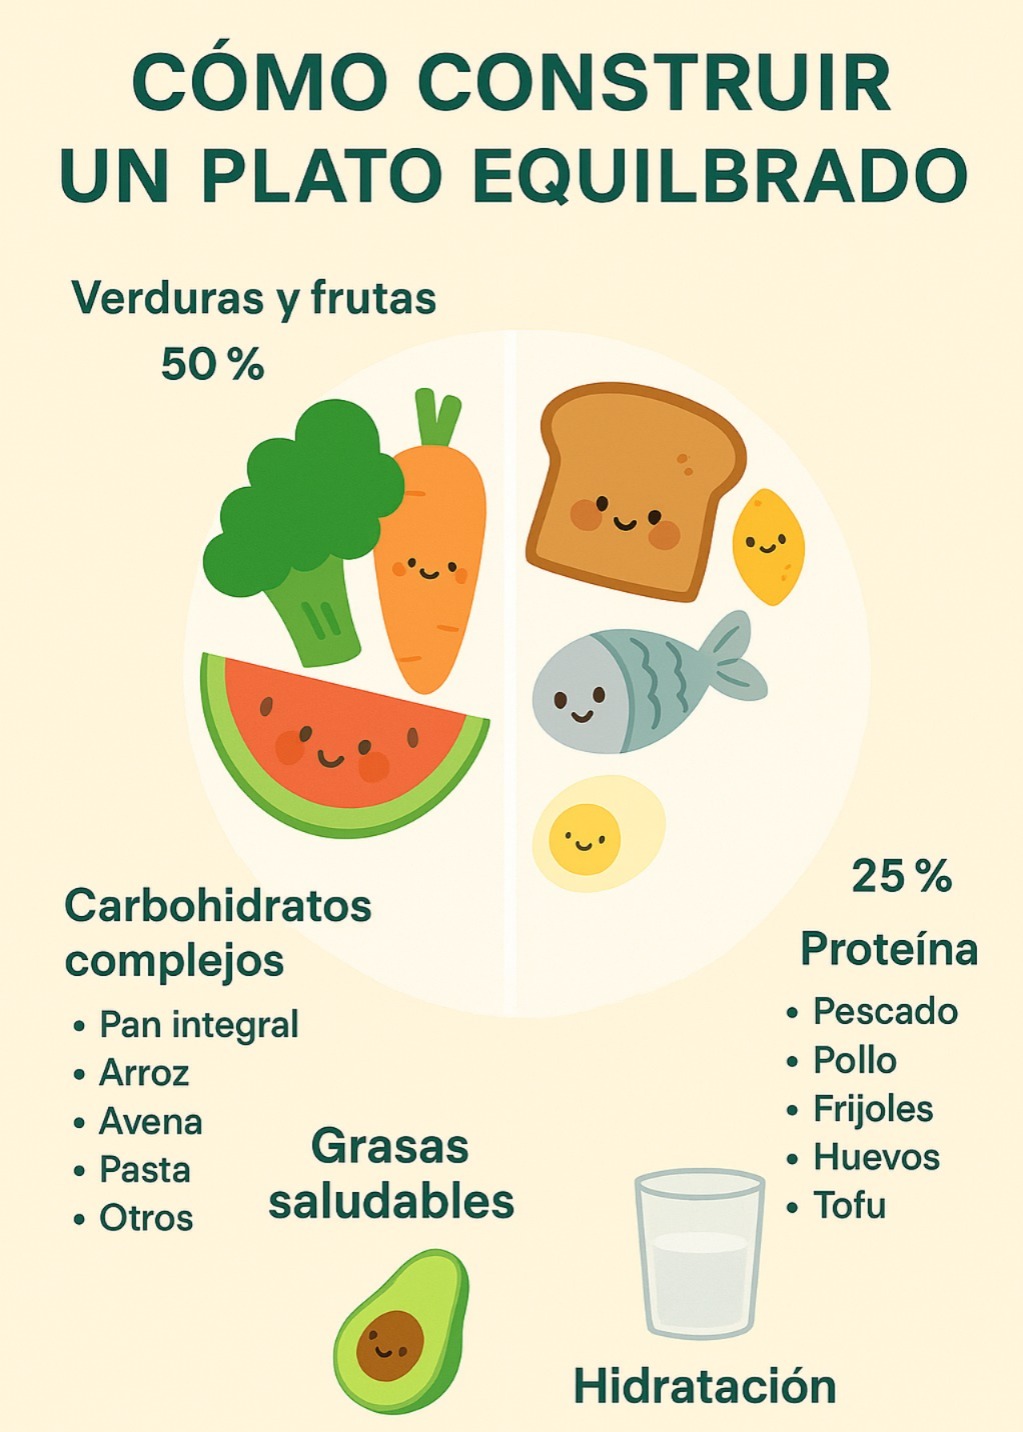 CÓMO CONSTRUIR
UN PLATO EQUILBRADO
Verduras y frutas
50 %
Carbohidratos
complejos
• Pan integral
• Arroz
• Avena
• Pasta
• Otros
25 %
Proteína
• Pescado
• Pollo
• Frijoles
• Huevos
• Tofu
Grasas
saludables
Hidratación